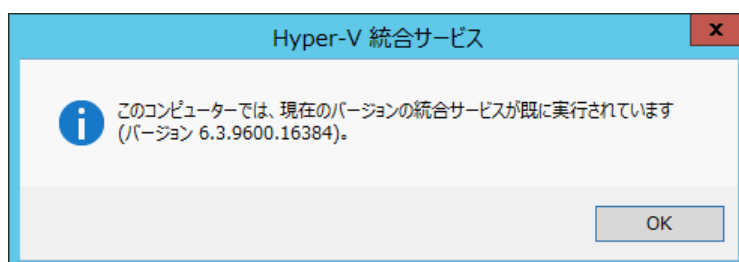 Hyper-V 統合サービス
x
このコンピューターでは、現在のバージョンの統合サービスが既に実行されています
(バージョン 6.3.9600.16384)。
OK